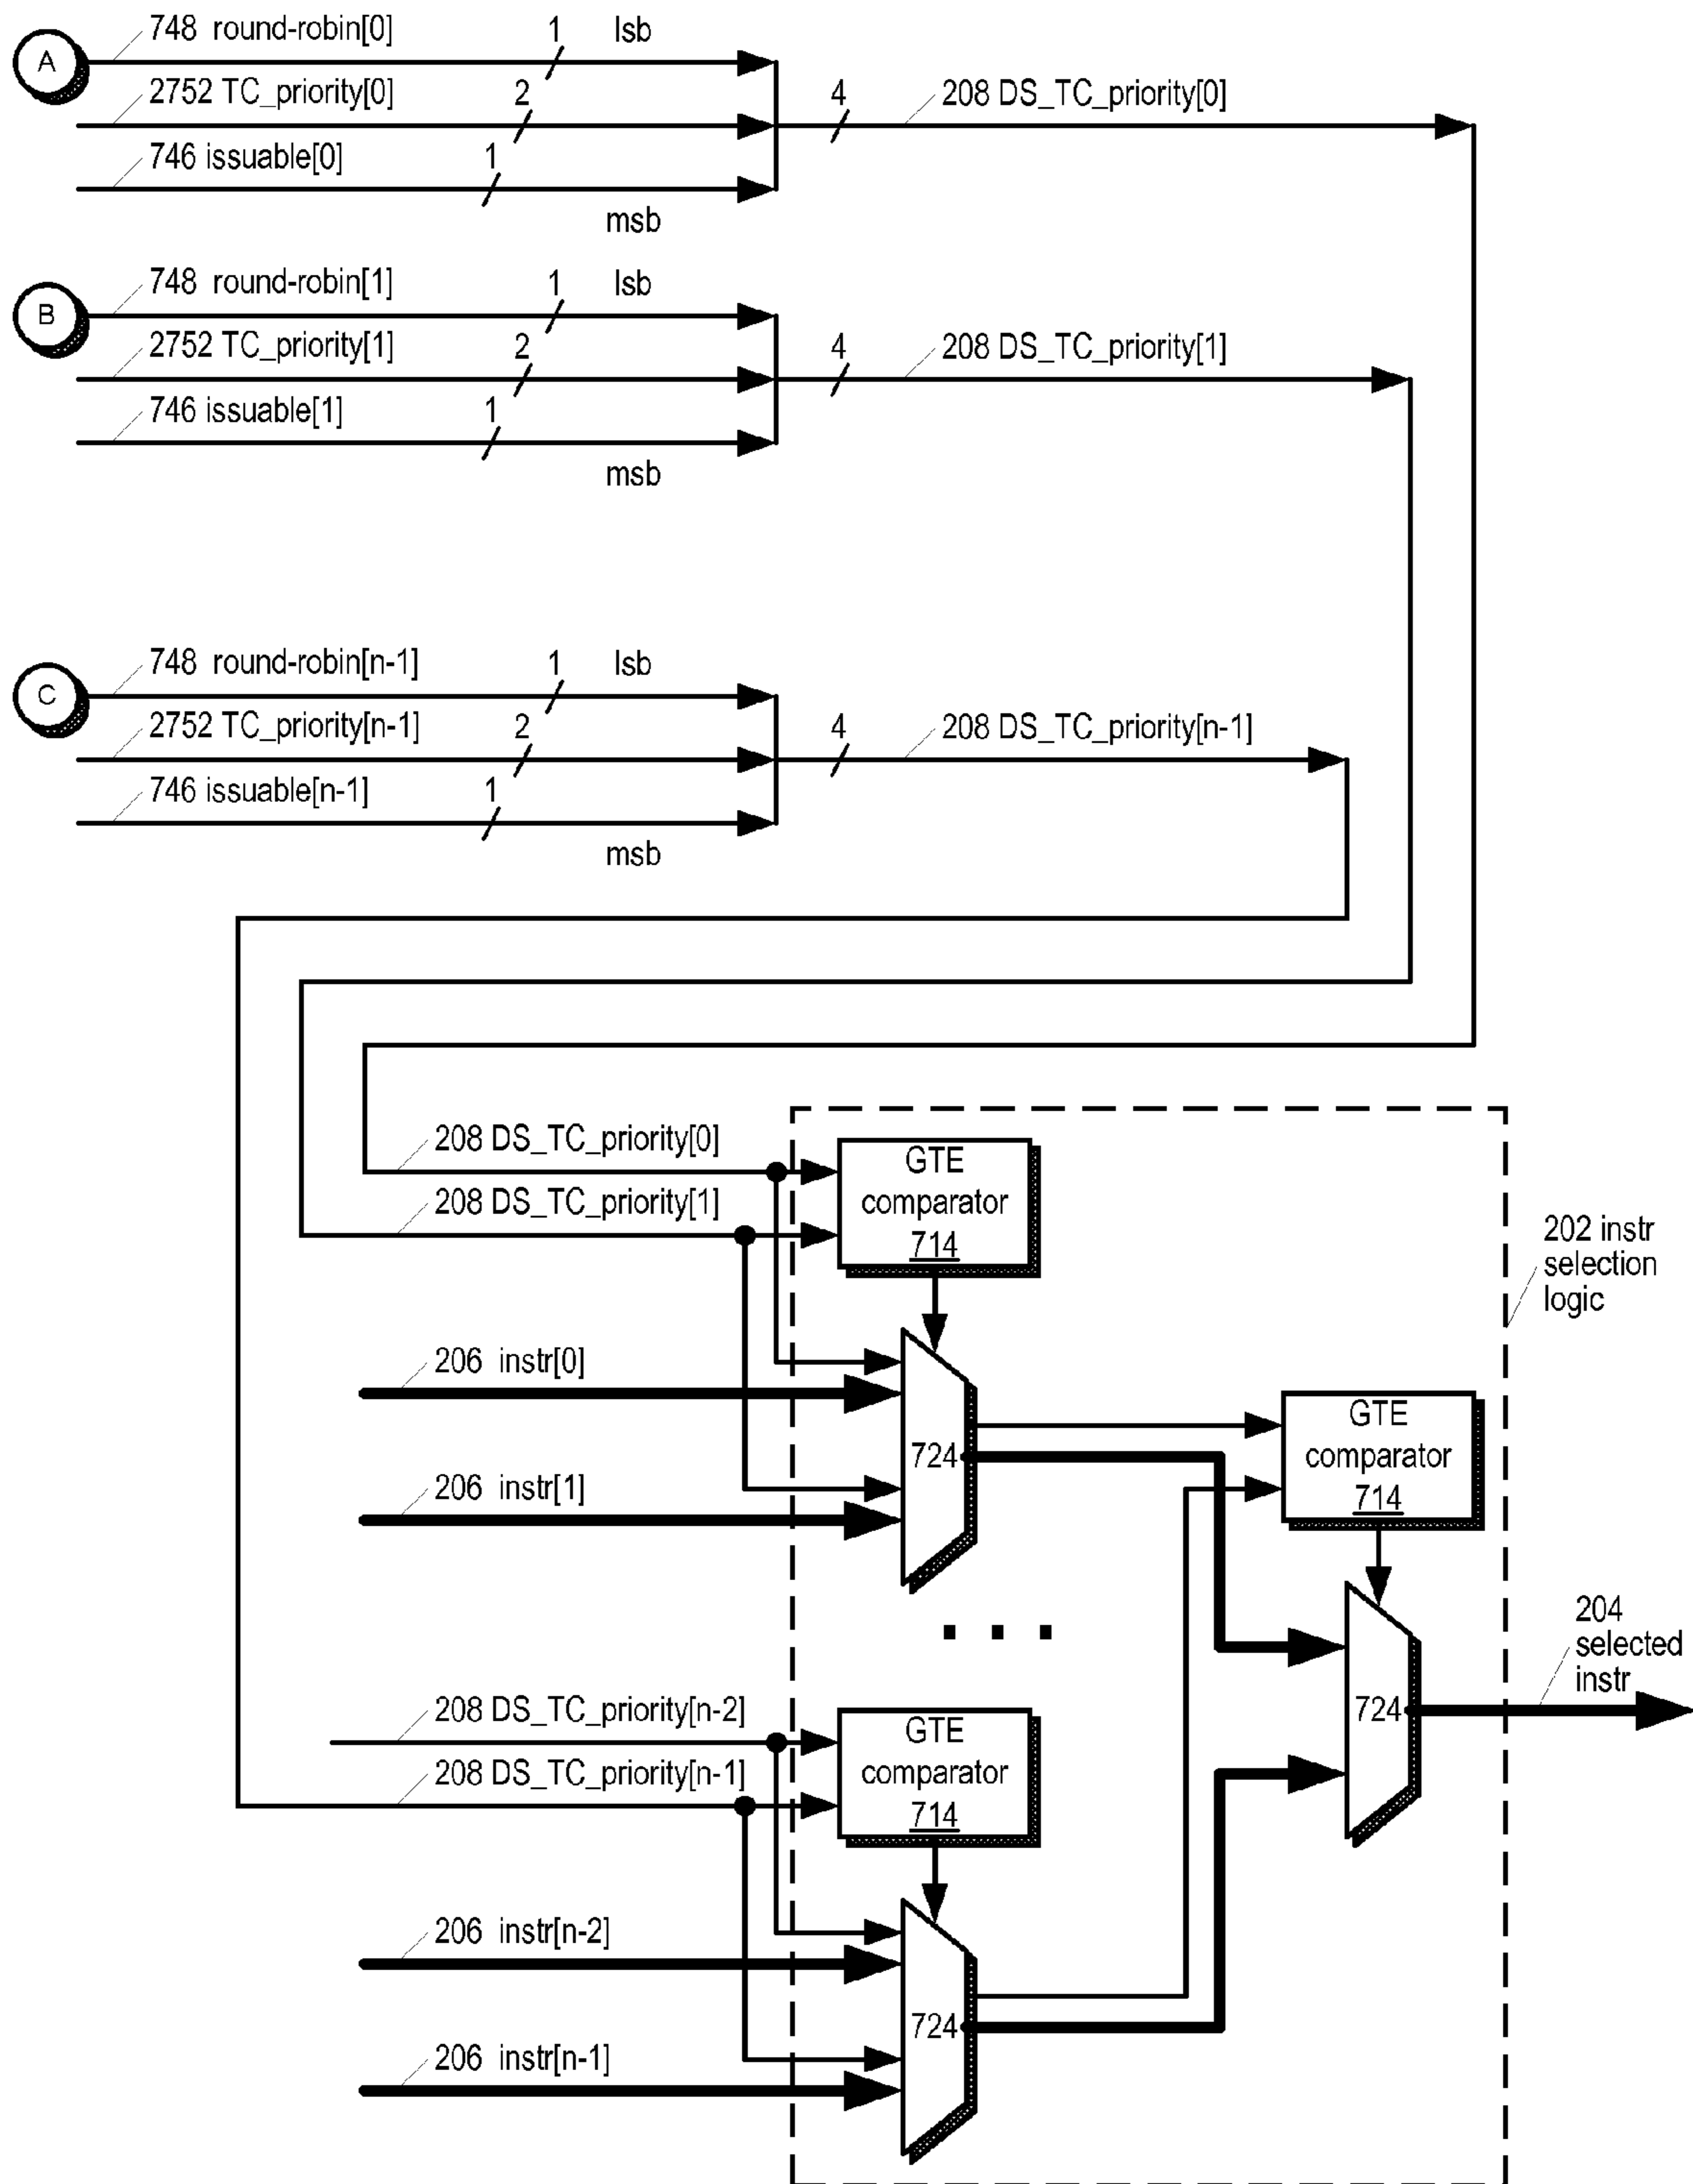 748 round-robin[0]
1
lsb
A
2752 TC_priority[0]
2
4
208 DS_TC_priority[0]
746 issuable[0]
1
msb
748 round-robin[1]
1
lsb
B
2752 TC_priority[1]
2
4
208 DS_TC_priority[1]
746 issuable[1]
1
msb
748 round-robin[n-1]
1
lsb
C
2752 TC_priority[n-1]
2
4
208 DS_TC_priority[n-1]
746 issuable[n-1]
1
msb
208 DS_TC_priority[0]
208 DS_TC_priority[1]
GTE
comparator
714
202 instr
selection
logic
206 instr[0]
206 instr[1]
724
GTE
comparator
714
204
selected
instr
724
208 DS_TC_priority[n-2]
208 DS_TC_priority[n-1]
GTE
comparator
714
206 instr[n-2]
206 instr[n-1]
724